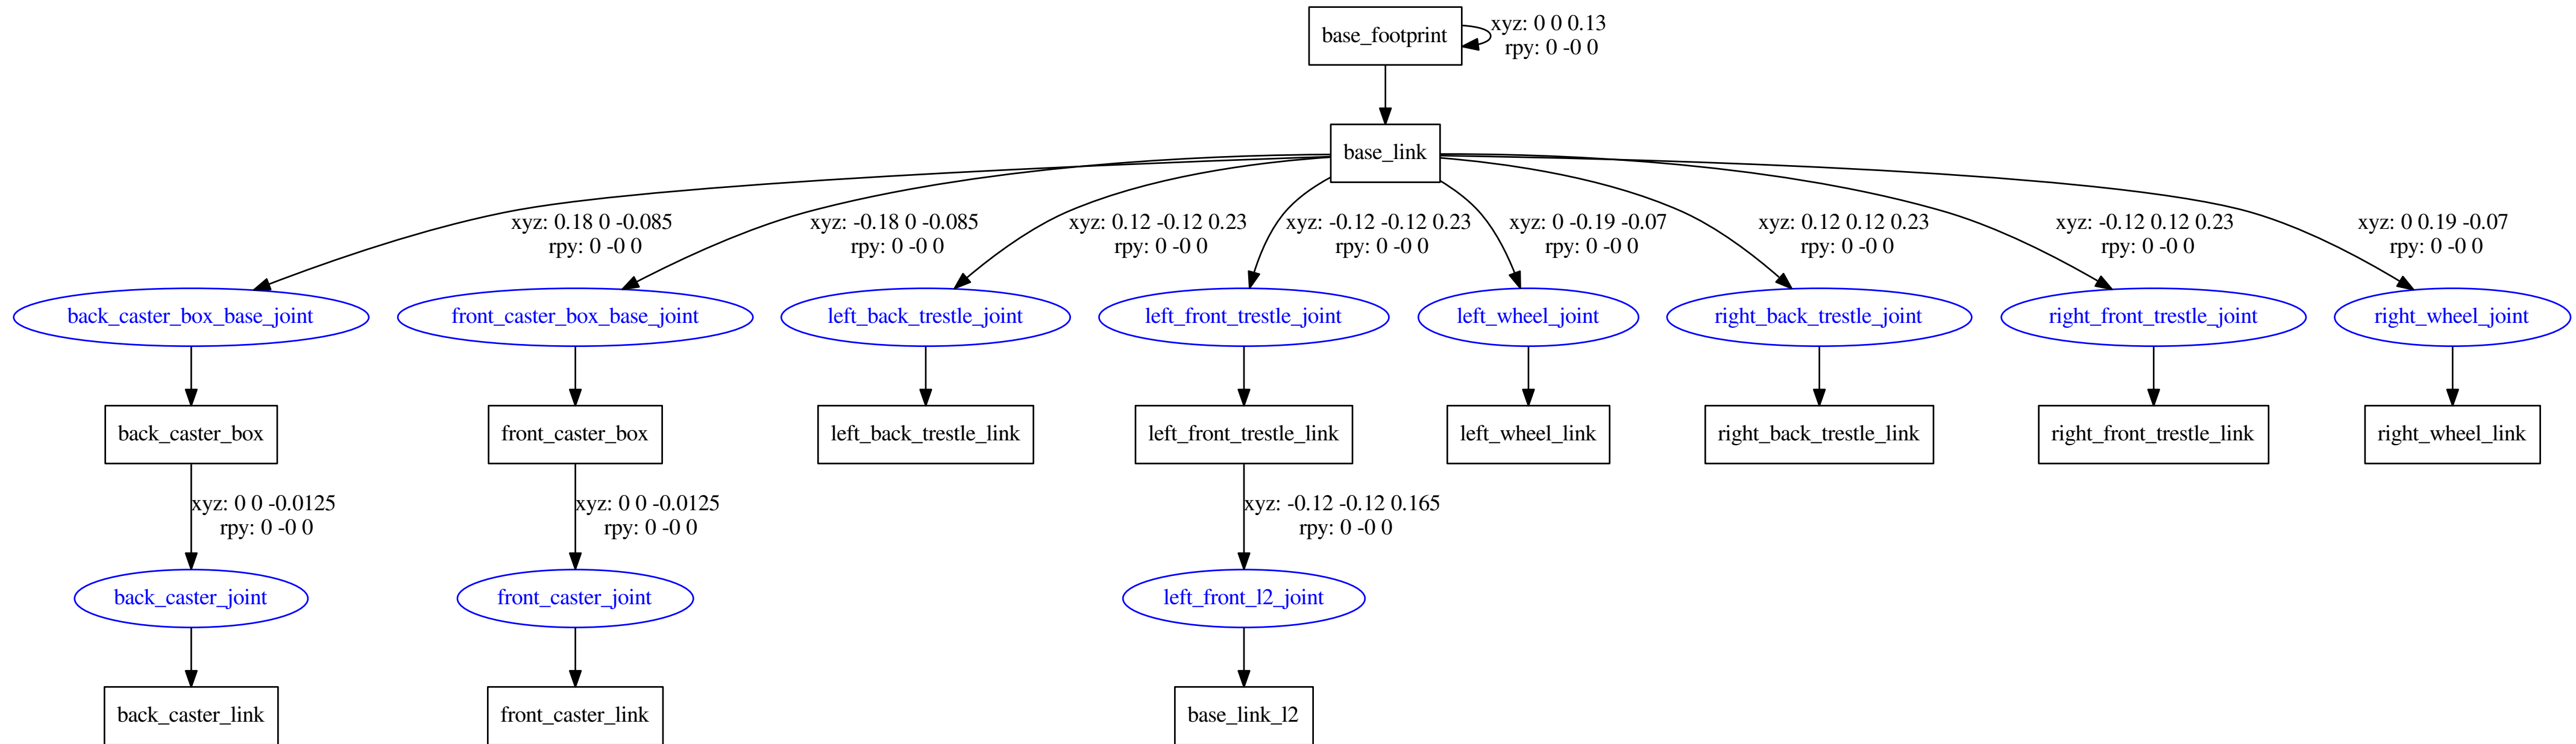 base_footprint
xyz: 0 0 0.13
rpy: 0 -0 0
base_link
xyz: 0.18 0 -0.085
rpy: 0 -0 0
xyz: -0.18 0 -0.085
rpy: 0 -0 0
xyz: 0.12 -0.12 0.23
rpy: 0 -0 0
xyz: -0.12 -0.12 0.23
rpy: 0 -0 0
xyz: 0 -0.19 -0.07
rpy: 0 -0 0
xyz: 0.12 0.12 0.23
rpy: 0 -0 0
xyz: -0.12 0.12 0.23
rpy: 0 -0 0
xyz: 0 0.19 -0.07
rpy: 0 -0 0
back_caster_box_base_joint
front_caster_box_base_joint
left_back_trestle_joint
left_front_trestle_joint
left_wheel_joint
right_back_trestle_joint
right_front_trestle_joint
right_wheel_joint
back_caster_box
front_caster_box
left_back_trestle_link
left_front_trestle_link
left_wheel_link
right_back_trestle_link
right_front_trestle_link
right_wheel_link
xyz: 0 0 -0.0125
rpy: 0 -0 0
xyz: 0 0 -0.0125
rpy: 0 -0 0
xyz: -0.12 -0.12 0.165
rpy: 0 -0 0
back_caster_joint
front_caster_joint
left_front_l2_joint
back_caster_link
front_caster_link
base_link_l2